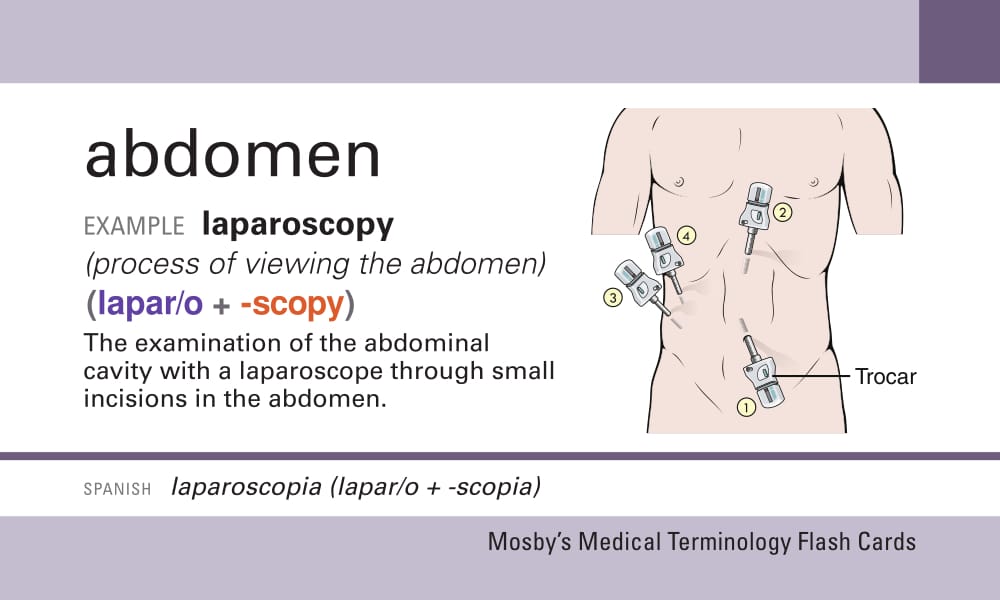 abdomen
EXAMPLE laparoscopy
(process of viewing the abdomen)
(lapar/o + -scopy)
The examination of the abdominal
cavity with a laparoscope through small
incisions in the abdomen.
2
4
3
Trocar
1
SPANISH laparoscopia (lapar/o + -scopia)
Mosby's Medical Terminology Flash Cards